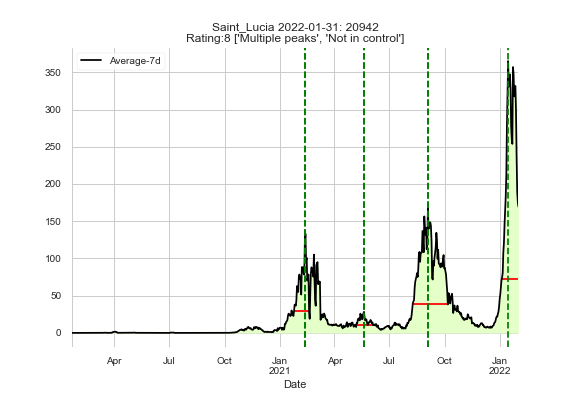 Saint_Lucia 2022-01-31: 20942
Rating:8 ['Multiple peaks', 'Not in control']
Average-7d
350
300
250
200
150
100
50
0
Apr Jul Oct Jan Apr Jul Oct Jan
2021 2022
Date